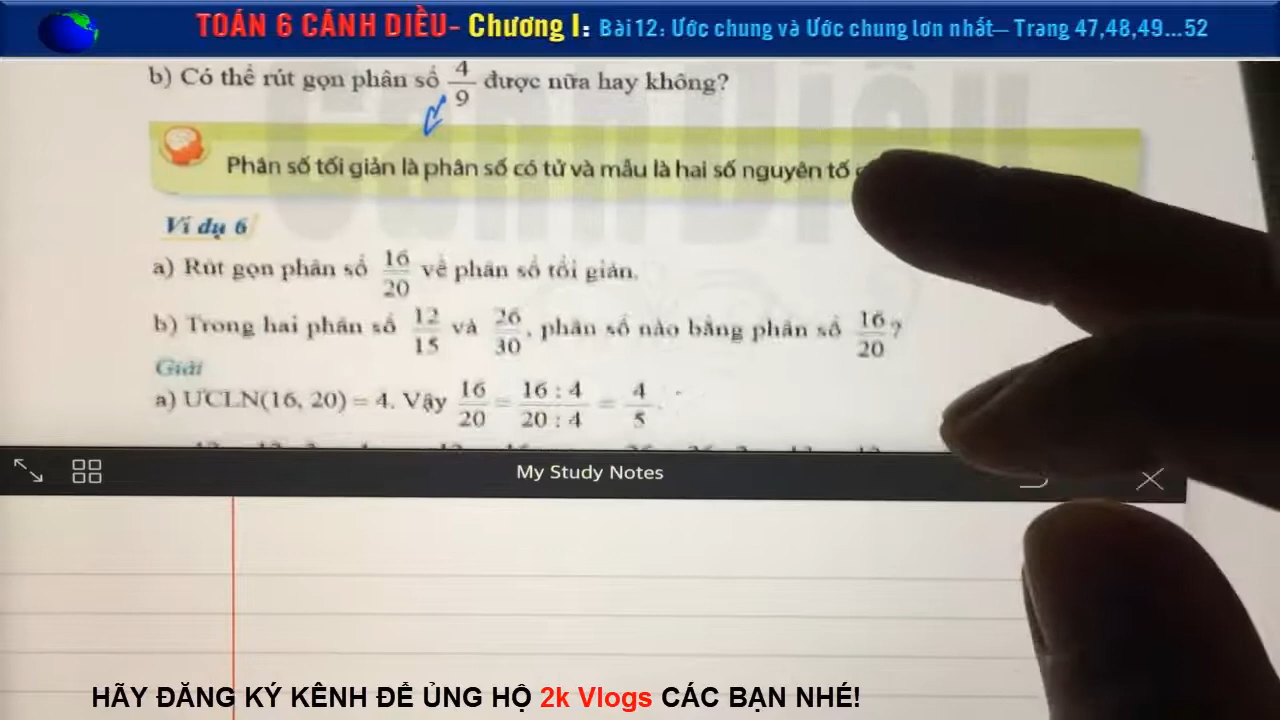 TOÁN 6 CÁNH DIỀU- Chương I: Bài 12: Ước chung và Ước chung lơn nhất– Trang 47,48,49...52
b) Có thể rút gọn phân số 4/9 được nữa hay không?
Phân số tối giản là phân số có tử và mẫu là hai số nguyên tố
Ví dụ 6
a) Rút gọn phân số 16/20 về phân số tối giản.
b) Trong hai phân số 12/15 và 26/30, phân số nào bằng phân số 16/20?
Giải
a) ƯCLN(16, 20) = 4. Vậy 16/20 = 16 : 4/20 : 4 = 4/5.
My Study Notes
HÃY ĐĂNG KÝ KÊNH ĐỂ ỦNG HỘ 2k Vlogs CÁC BẠN NHÉ!